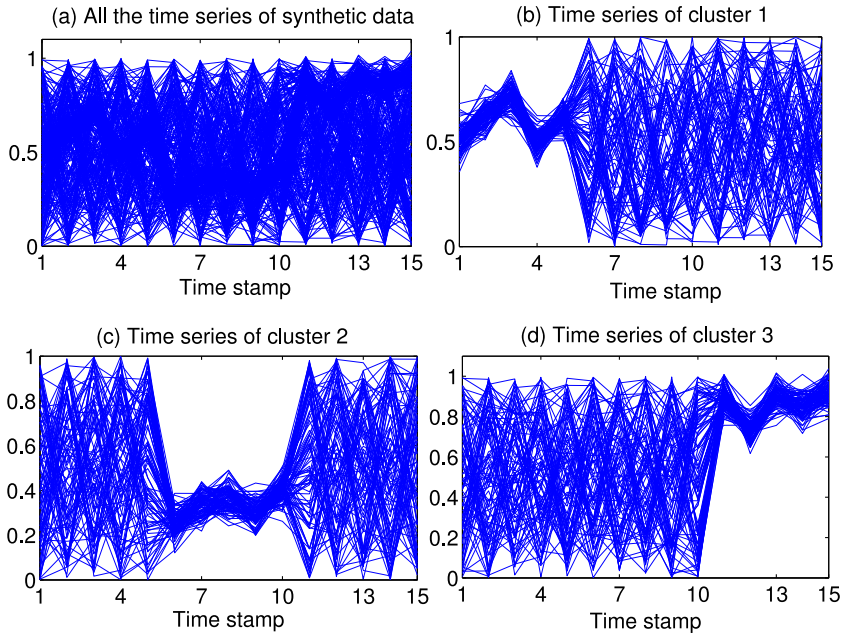 (a) All the time series of synthetic data
1
0.5
0
1 4 7 10 13 15
Time stamp
(b) Time series of cluster 1
1
0.5
0
1 4 7 10 13 15
Time stamp
(c) Time series of cluster 2
1
0.8
0.6
0.4
0.2
0
1 4 7 10 13 15
Time stamp
(d) Time series of cluster 3
1
0.8
0.6
0.4
0.2
0
1 4 7 10 13 15
Time stamp